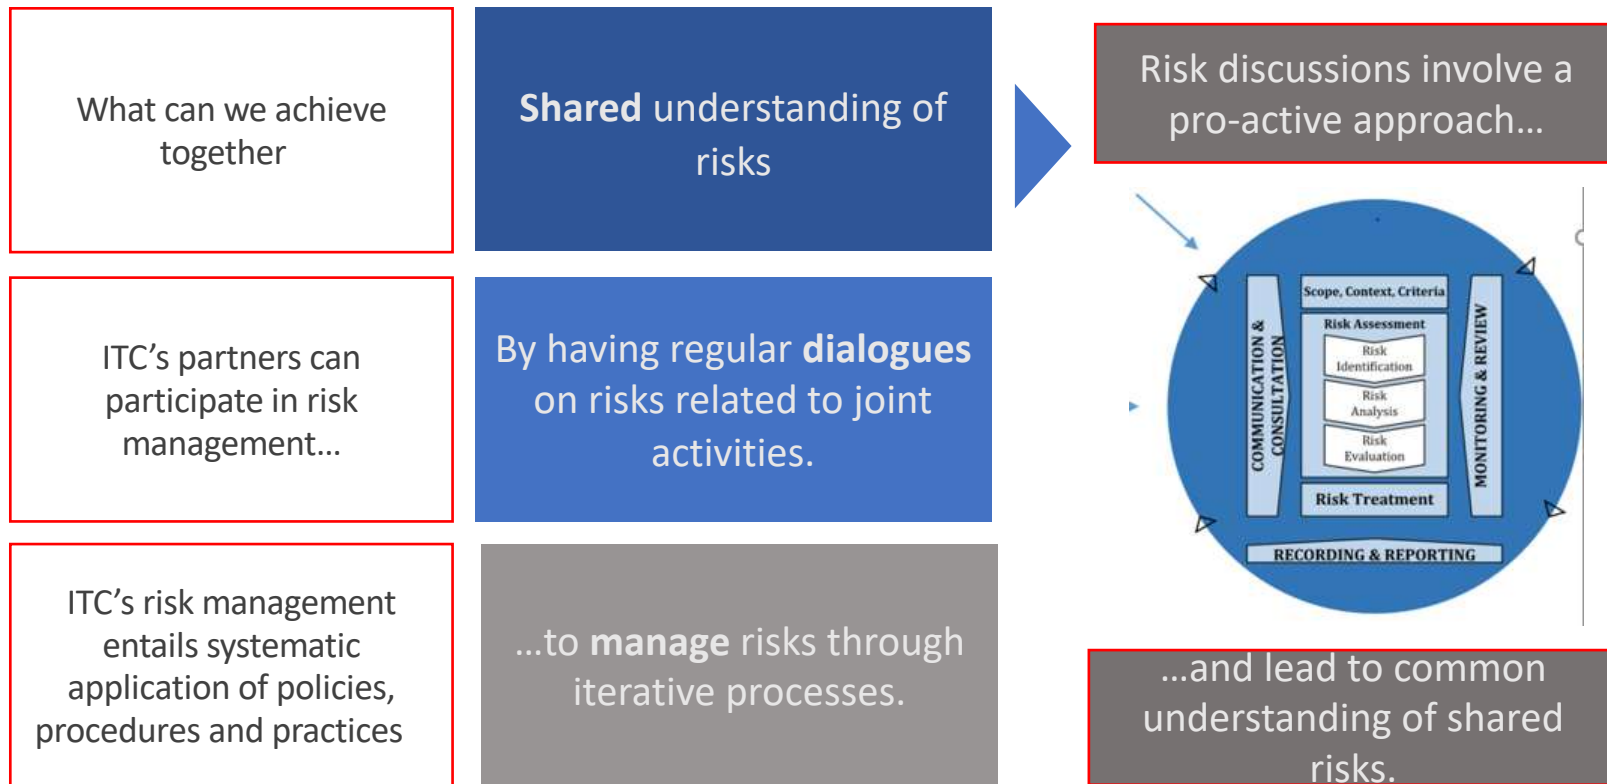 What can we achieve
together
Shared understanding of
risks
ITC’s partners can
participate in risk
management…
By having regular dialogues
on risks related to joint
activities.
ITC’s risk management
entails systematic
application of policies,
procedures and practices
…to manage risks through
iterative processes.
Risk discussions involve a
pro-active approach…
Scope, Context, Criteria
COMMUNICATION &
CONSULTATION
Risk Assessment
Risk
Identification
Risk
Analysis
Risk
Evaluation
MONITORING & REVIEW
Risk Treatment
RECORDING & REPORTING
…and lead to common
understanding of shared
risks.